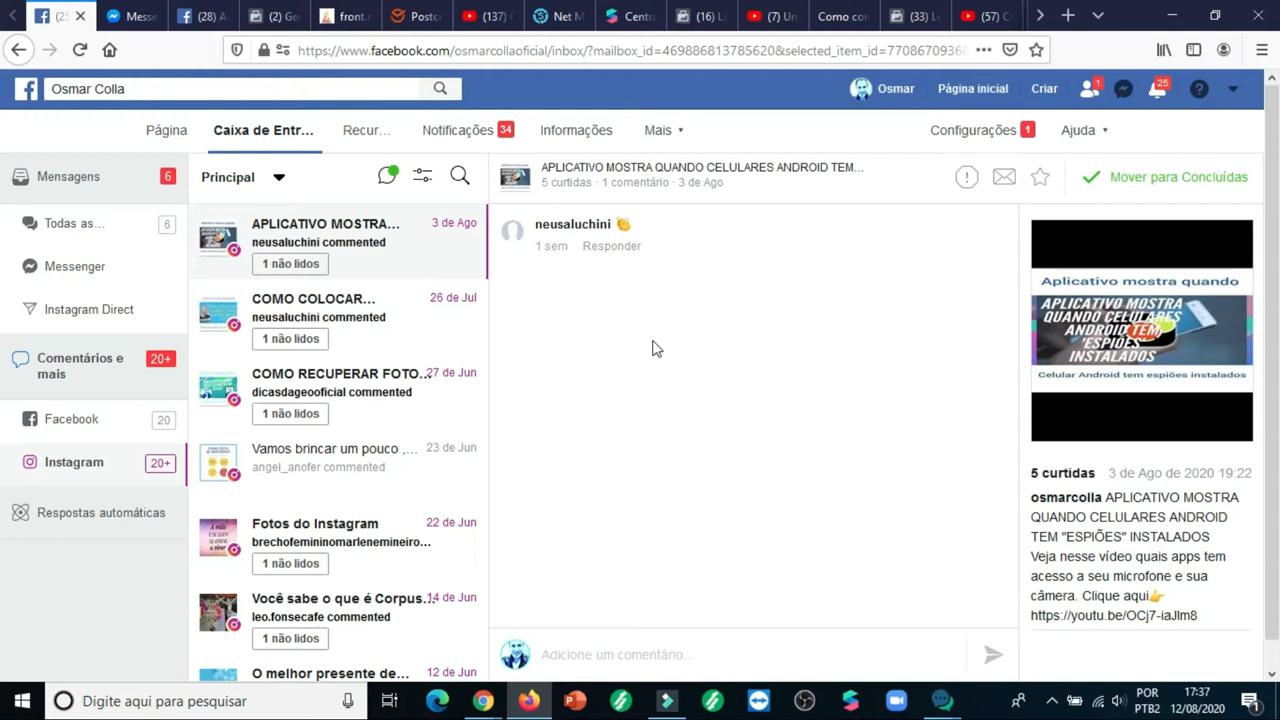 (25
Messe
(28) A
(2) Ge
front.n
Postc
(137) (
Net M
Centra
(16) L
(7) Un
Como con
(33) L
(57) C
https://www.facebook.com/osmarcollaoficial/inbox/?mailbox_id=469886813785620&selected_item_id=77086709368
Osmar Colla
Osmar
Página inicial
Criar
1
25
Página
Caixa de Entr...
Recur...
Notificações 34
Informações
Mais
Configurações 1
Ajuda
Mensagens 6
Todas as... 6
Messenger
Instagram Direct
Comentários e mais 20+
Facebook 20
Instagram 20+
Respostas automáticas
Principal
APLICATIVO MOSTRA... 3 de Ago
neusaluchini commented
1 não lidos
COMO COLOCAR... 26 de Jul
neusaluchini commented
1 não lidos
COMO RECUPERAR FOTO... 27 de Jun
dicasdageooficial commented
1 não lidos
Vamos brincar um pouco ,... 23 de Jun
angel_anofer commented
Fotos do Instagram 22 de Jun
brechofemininomarlenemineiro...
1 não lidos
Você sabe o que é Corpus... 14 de Jun
leo.fonsecafe commented
1 não lidos
O melhor presente de... 12 de Jun
APLICATIVO MOSTRA QUANDO CELULARES ANDROID TEM...
5 curtidas · 1 comentário · 3 de Ago
Mover para Concluídas
neusaluchini 👏
1 sem Responder
Adicione um comentário...
Aplicativo mostra quando
APLICATIVO MOSTRA
QUANDO CELULARES
ANDROID TEM
'ESPIÕES'
INSTALADOS
Celular Android tem espiões instalados
5 curtidas 3 de Ago de 2020 19:22
osmarcolla APLICATIVO MOSTRA
QUANDO CELULARES ANDROID
TEM "ESPIÕES" INSTALADOS
Veja nesse vídeo quais apps tem
acesso a seu microfone e sua
câmera. Clique aqui👉
https://youtu.be/OCj7-iaJlm8
Digite aqui para pesquisar
POR
PTB2
17:37
12/08/2020
1